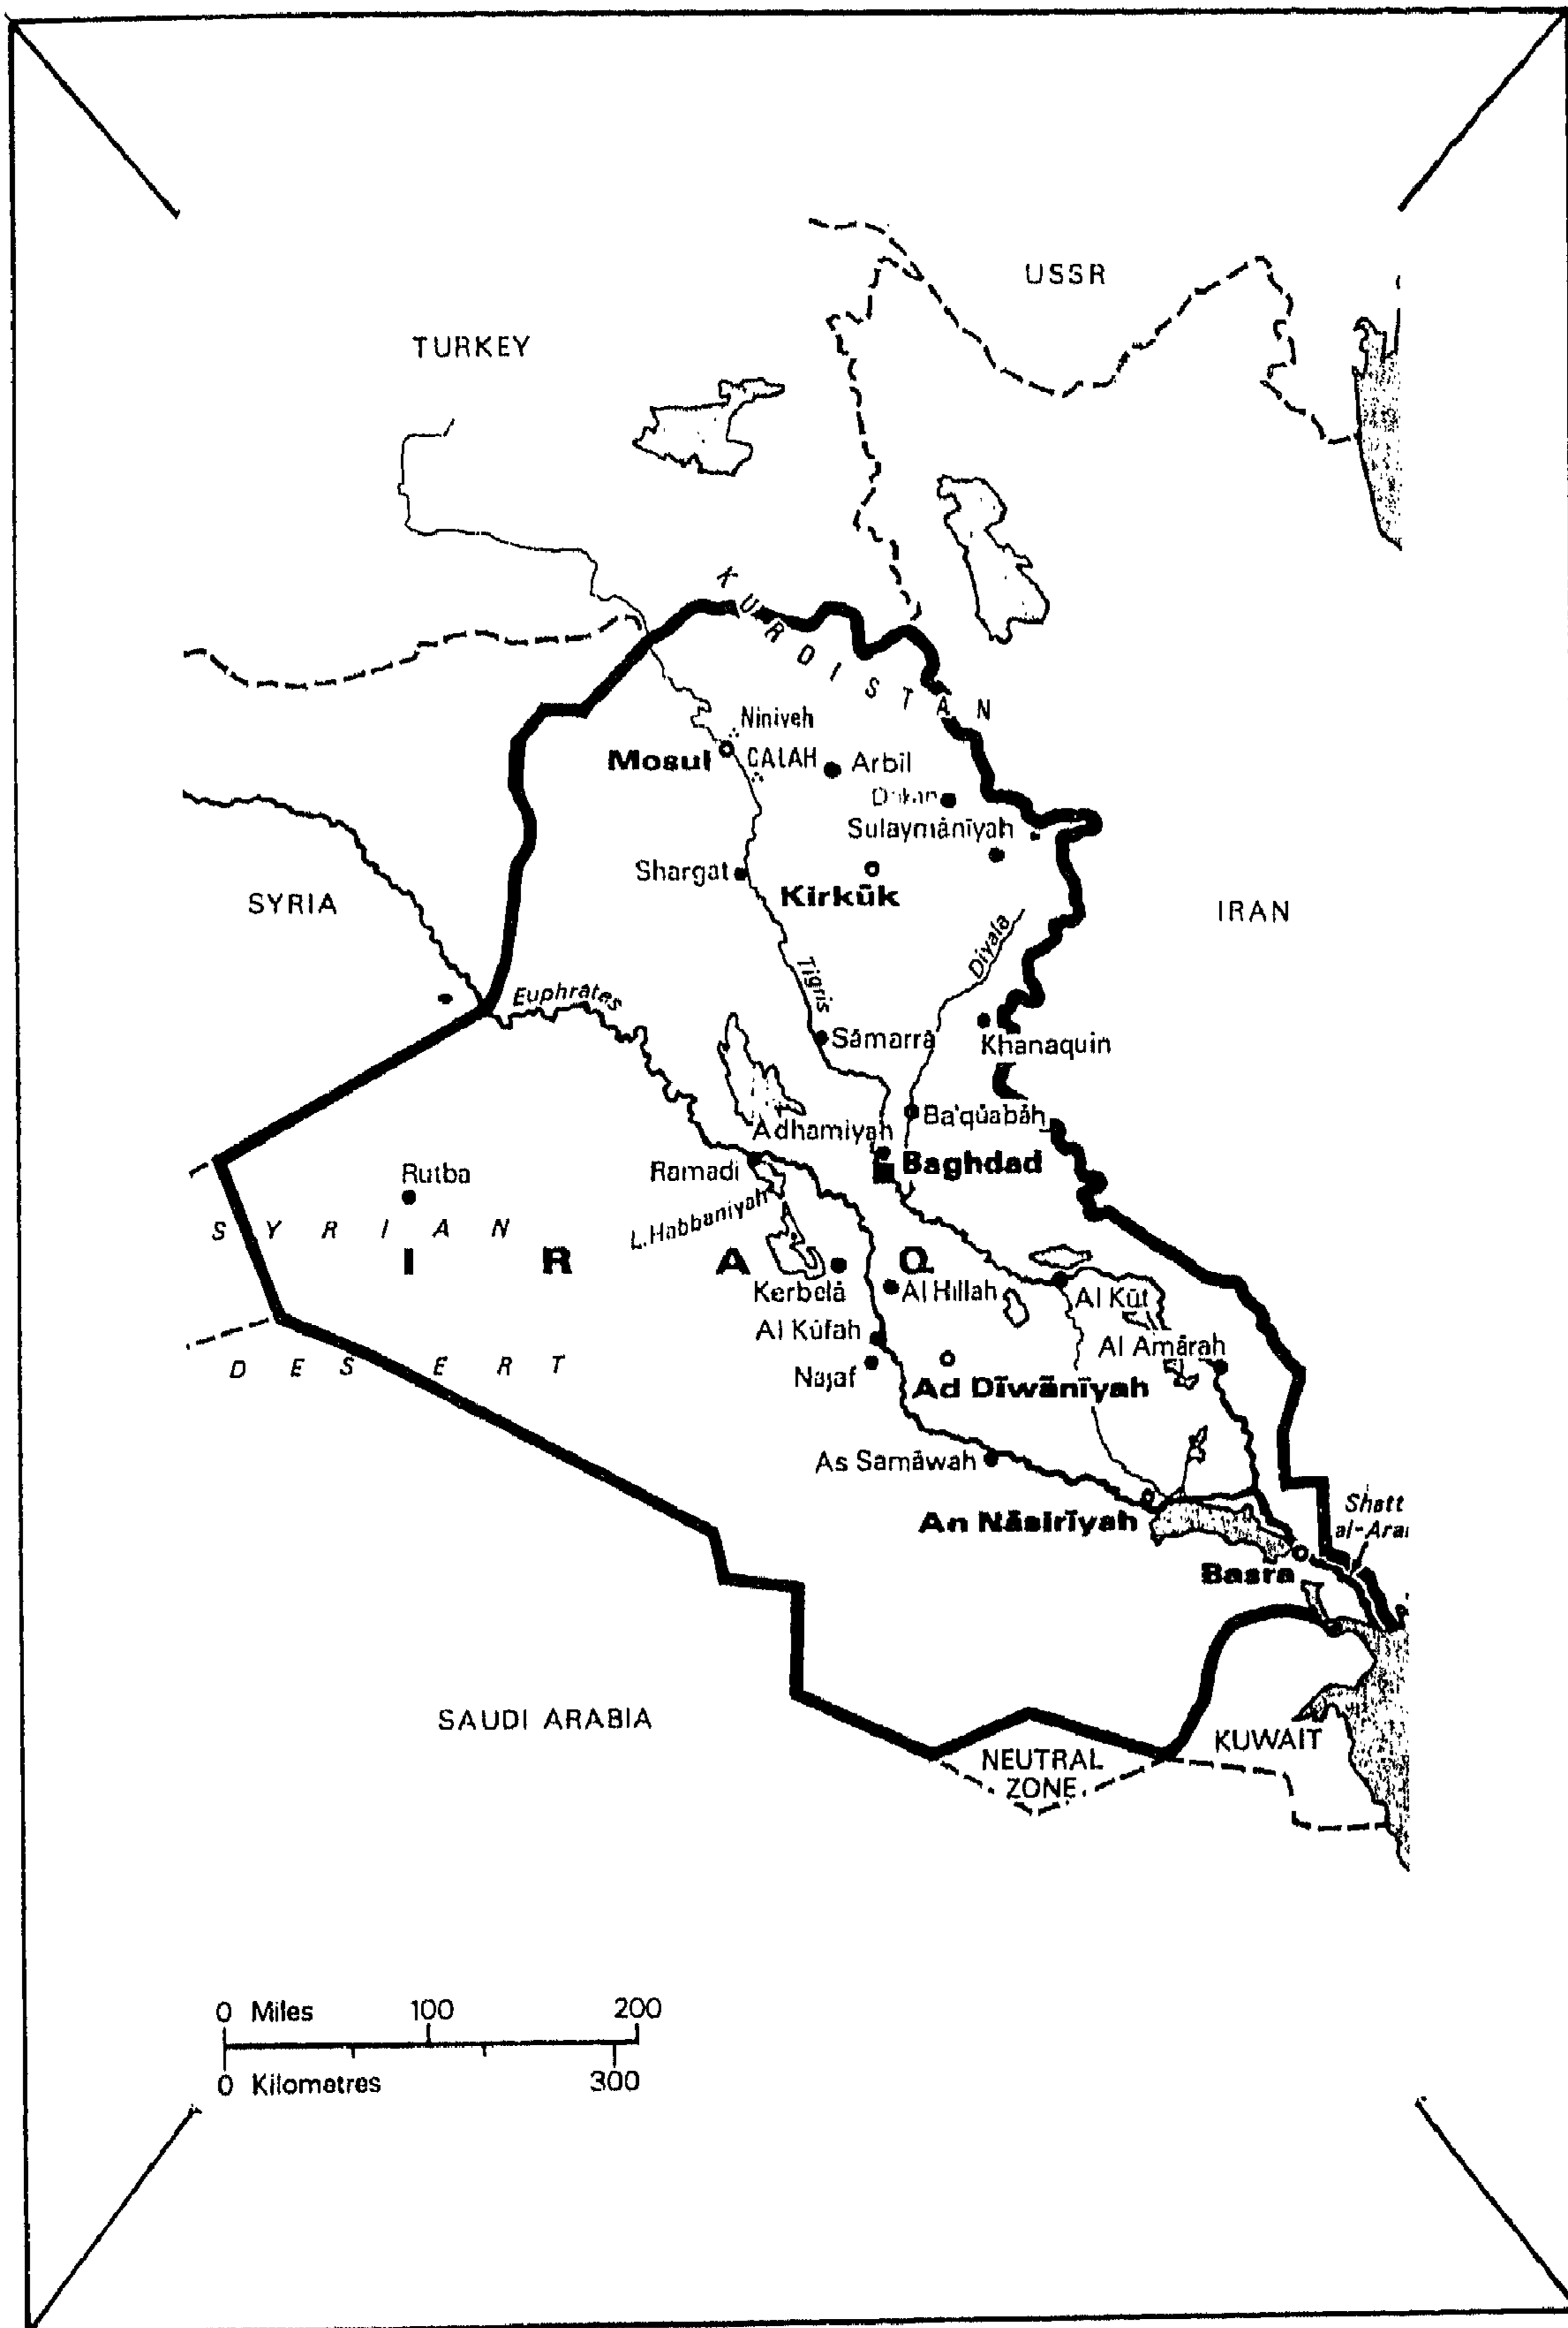 USSR
TURKEY
KURDISTAN
Niniveh
Mosul
CALAH
Arbil
Sulaymānīyah
Shargat
Kirkūk
SYRIA
IRAN
Diyala
Tigris
Euphrates
Sāmarrā
Khanaquin
Ba'qūabāh
Adhamiyah
Baghdad
Ramadi
Rutba
L. Habbaniyah
SYRIAN
IRAQ
Kerbelā
Al Hillah
Al Kūt
Al Kūfah
Al Amārah
DESERT
Najaf
Ad Dīwānīyah
As Samāwah
Shatt
An Nāsirīyah
Basra
SAUDI ARABIA
KUWAIT
NEUTRAL
ZONE
0 Miles 100 200
0 Kilometres 300